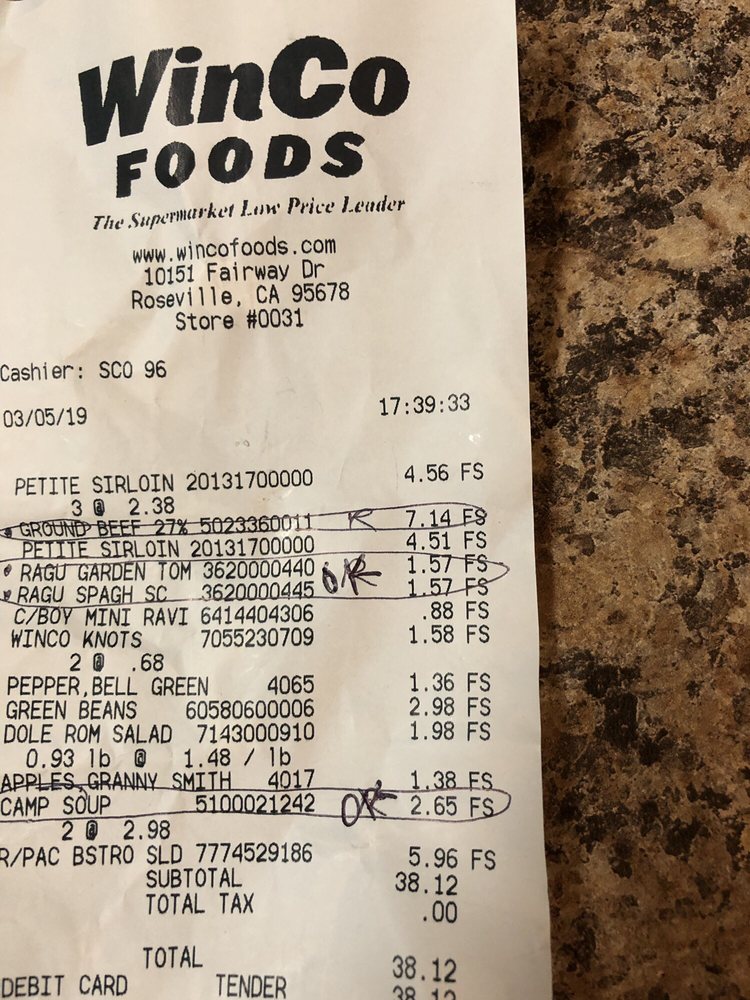 WinCo
FOODS
The Supermarket Low Price Leader
www.wincofoods.com
10151 Fairway Dr
Roseville, CA 95678
Store #0031
Cashier: SCO 96
03/05/19 17:39:33
PETITE SIRLOIN 20131700000 4.56 FS
3 @ 2.38
GROUND BEEF 27% 5023360011 7.14 FS
PETITE SIRLOIN 20131700000 4.51 FS
RAGU GARDEN TOM 3620000440 OK 1.57 FS
RAGU SPAGH SC 3620000445 1.57 FS
C/BOY MINI RAVI 6414404306 .88 FS
WINCO KNOTS 7055230709 1.58 FS
2 @ .68
PEPPER,BELL GREEN 4065 1.36 FS
GREEN BEANS 60580600006 2.98 FS
DOLE ROM SALAD 7143000910 1.98 FS
0.93 lb @ 1.48 / lb
APPLES,GRANNY SMITH 4017 1.38 FS
CAMP SOUP 5100021242 OK 2.65 FS
2 @ 2.98
R/PAC BSTRO SLD 7774529186 5.96 FS
SUBTOTAL 38.12
TOTAL TAX .00
TOTAL 38.12
DEBIT CARD TENDER 38.12